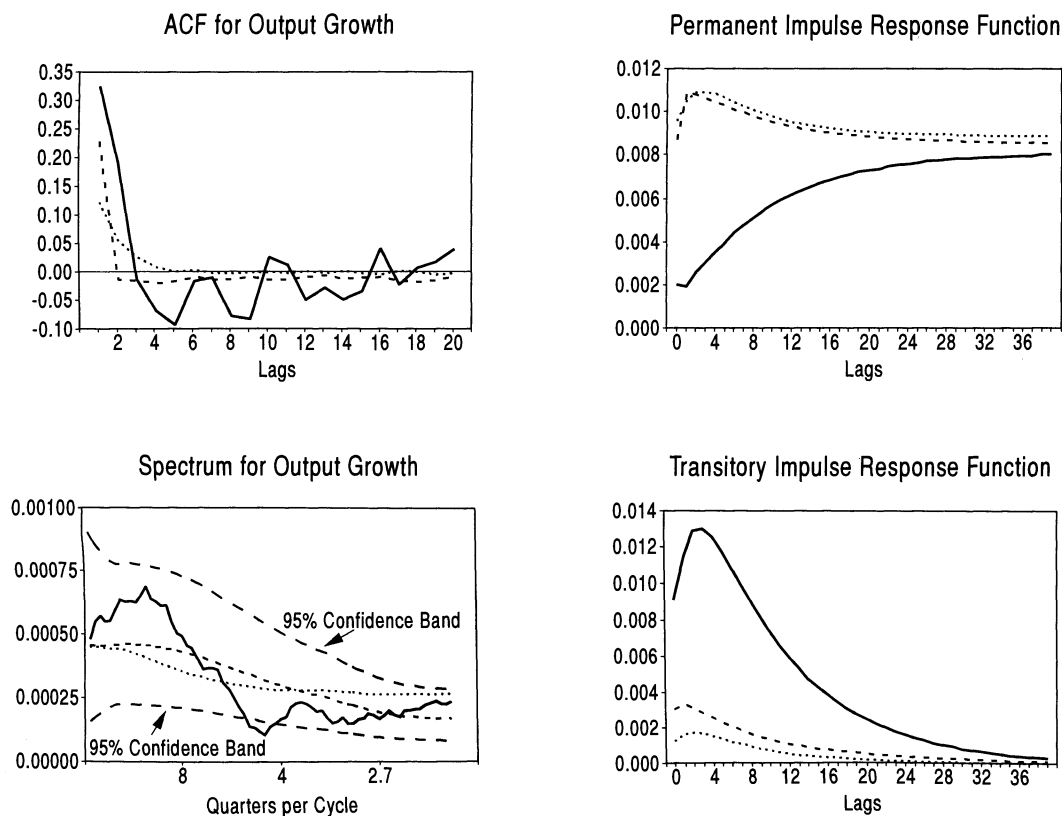 ACF for Output Growth
0.35
0.30
0.25
0.20
0.15
0.10
0.05
0.00
-0.05
-0.10
2 4 6 8 10 12 14 16 18 20
Lags
Permanent Impulse Response Function
0.012
0.010
0.008
0.006
0.004
0.002
0.000
0 4 8 12 16 20 24 28 32 36
Lags
Spectrum for Output Growth
0.00100
0.00075
0.00050
0.00025
0.00000
95% Confidence Band
95% Confidence Band
8 4 2.7
Quarters per Cycle
Transitory Impulse Response Function
0.014
0.012
0.010
0.008
0.006
0.004
0.002
0.000
0 4 8 12 16 20 24 28 32 36
Lags